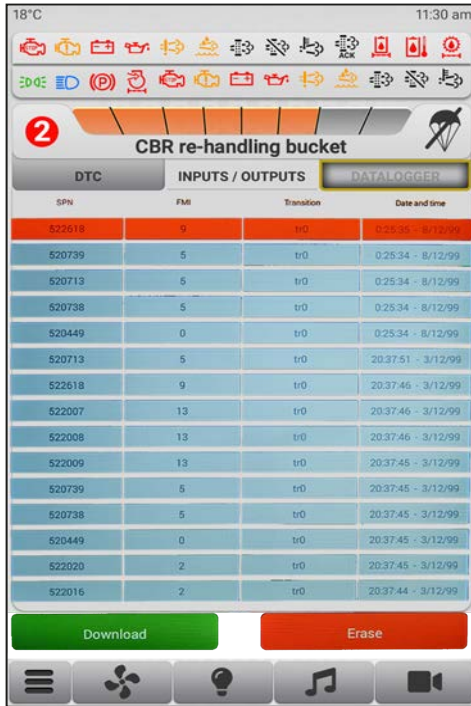 18°C 11:30 am
STOP
ACK
STOP
2
CBR re-handling bucket
DTC INPUTS / OUTPUTS DATALOGGER
SPN FMI Transition Date and time
522618 9 tr0 0:25:35 - 8/12/99
520739 5 tr0 0:25:34 - 8/12/99
520713 5 tr0 0:25:34 - 8/12/99
520738 5 tr0 0:25:34 - 8/12/99
520449 0 tr0 0:25:34 - 8/12/99
520713 5 tr0 20:37:51 - 3/12/99
522618 9 tr0 20:37:46 - 3/12/99
522007 13 tr0 20:37:46 - 3/12/99
522008 13 tr0 20:37:46 - 3/12/99
522009 13 tr0 20:37:45 - 3/12/99
520739 5 tr0 20:37:45 - 3/12/99
520738 5 tr0 20:37:45 - 3/12/99
520449 0 tr0 20:37:45 - 3/12/99
522020 2 tr0 20:37:45 - 3/12/99
522016 2 tr0 20:37:44 - 3/12/99
Download Erase